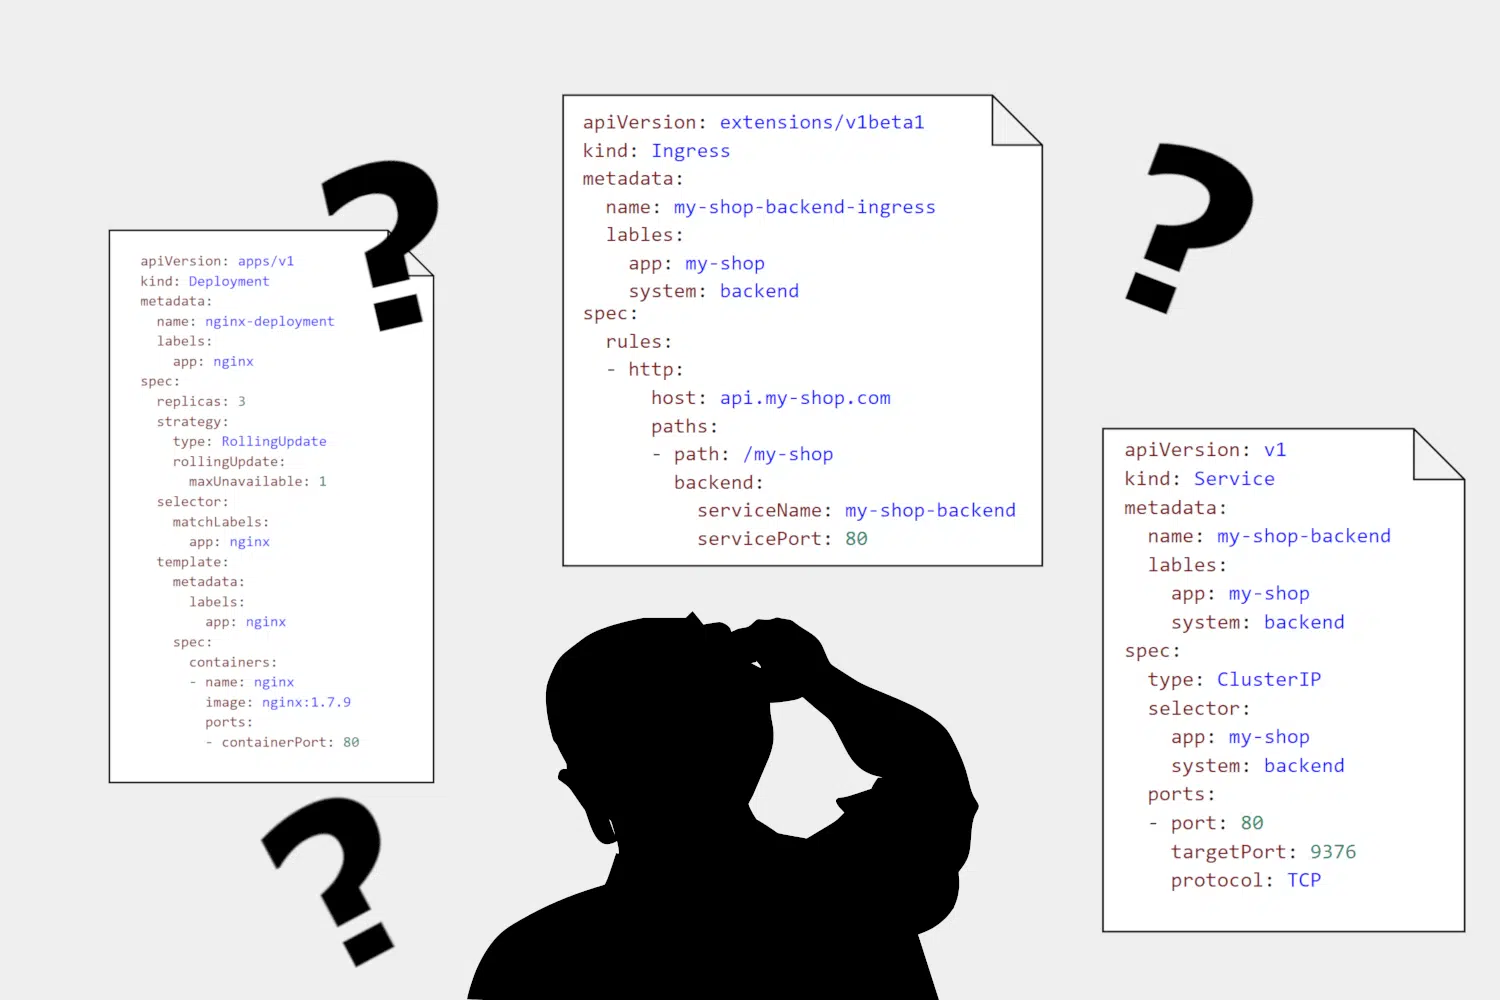 apiVersion: apps/v1
kind: Deployment
metadata:
  name: nginx-deployment
  labels:
    app: nginx
spec:
  replicas: 3
  strategy:
    type: RollingUpdate
    rollingUpdate:
      maxUnavailable: 1
  selector:
    matchLabels:
      app: nginx
  template:
    metadata:
      labels:
        app: nginx
    spec:
      containers:
      - name: nginx
        image: nginx:1.7.9
        ports:
        - containerPort: 80
apiVersion: extensions/v1beta1
kind: Ingress
metadata:
  name: my-shop-backend-ingress
  lables:
    app: my-shop
    system: backend
spec:
  rules:
  - http:
      host: api.my-shop.com
      paths:
      - path: /my-shop
        backend:
          serviceName: my-shop-backend
          servicePort: 80
apiVersion: v1
kind: Service
metadata:
  name: my-shop-backend
  lables:
    app: my-shop
    system: backend
spec:
  type: ClusterIP
  selector:
    app: my-shop
    system: backend
  ports:
  - port: 80
    targetPort: 9376
    protocol: TCP
?
?
?